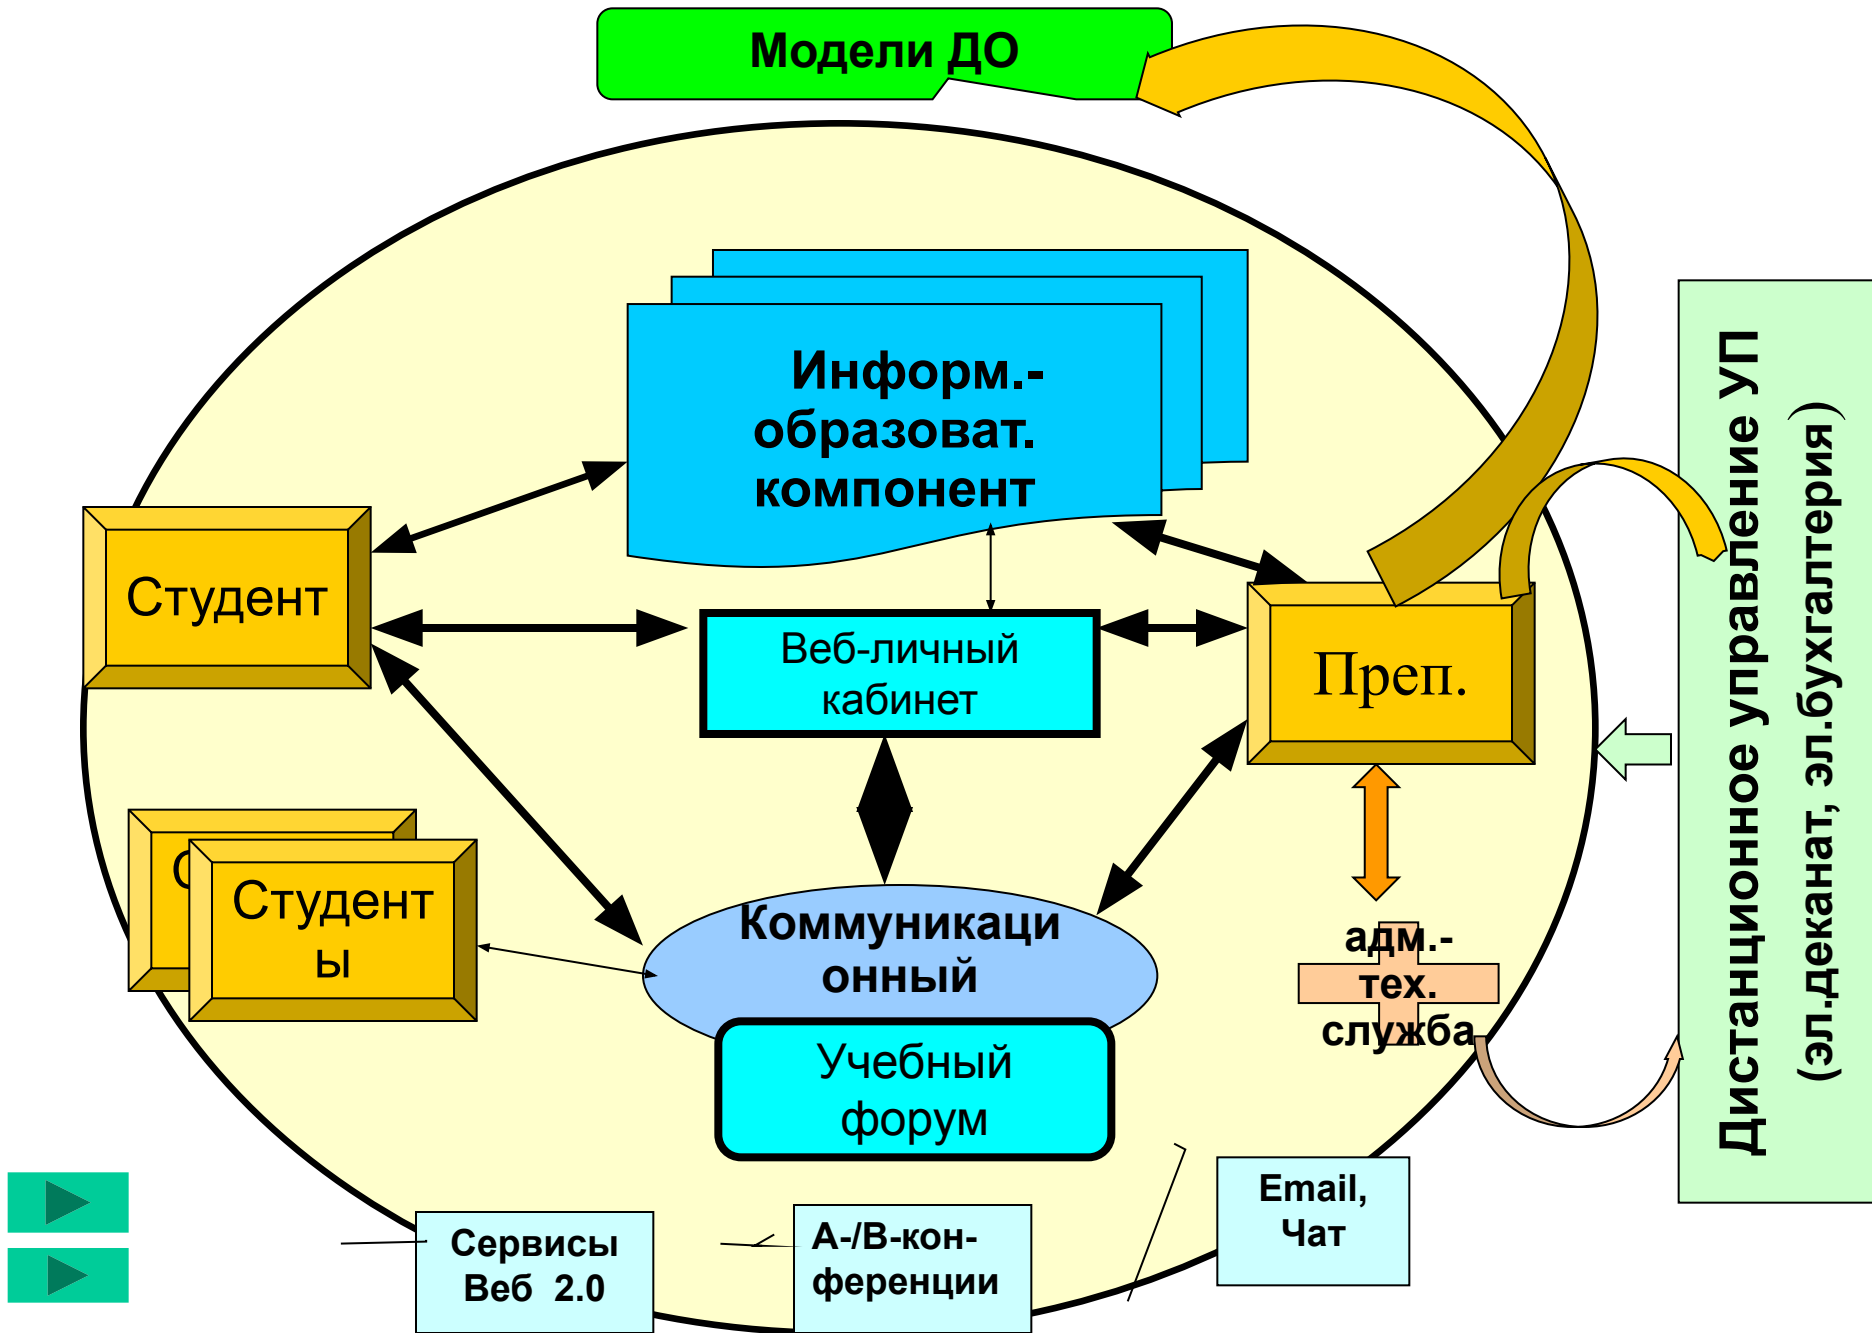 Модели ДО
Информ.-
образоват.
компонент
Студент
Веб-личный
кабинет
Преп.
Дистанционное управление УП
(эл.деканат, эл.бухгалтерия)
Студент
ы
Коммуникаци
онный
адм.-
тех.
служба
Учебный
форум
Email,
Чат
Сервисы
Веб 2.0
А-/В-кон-
ференции